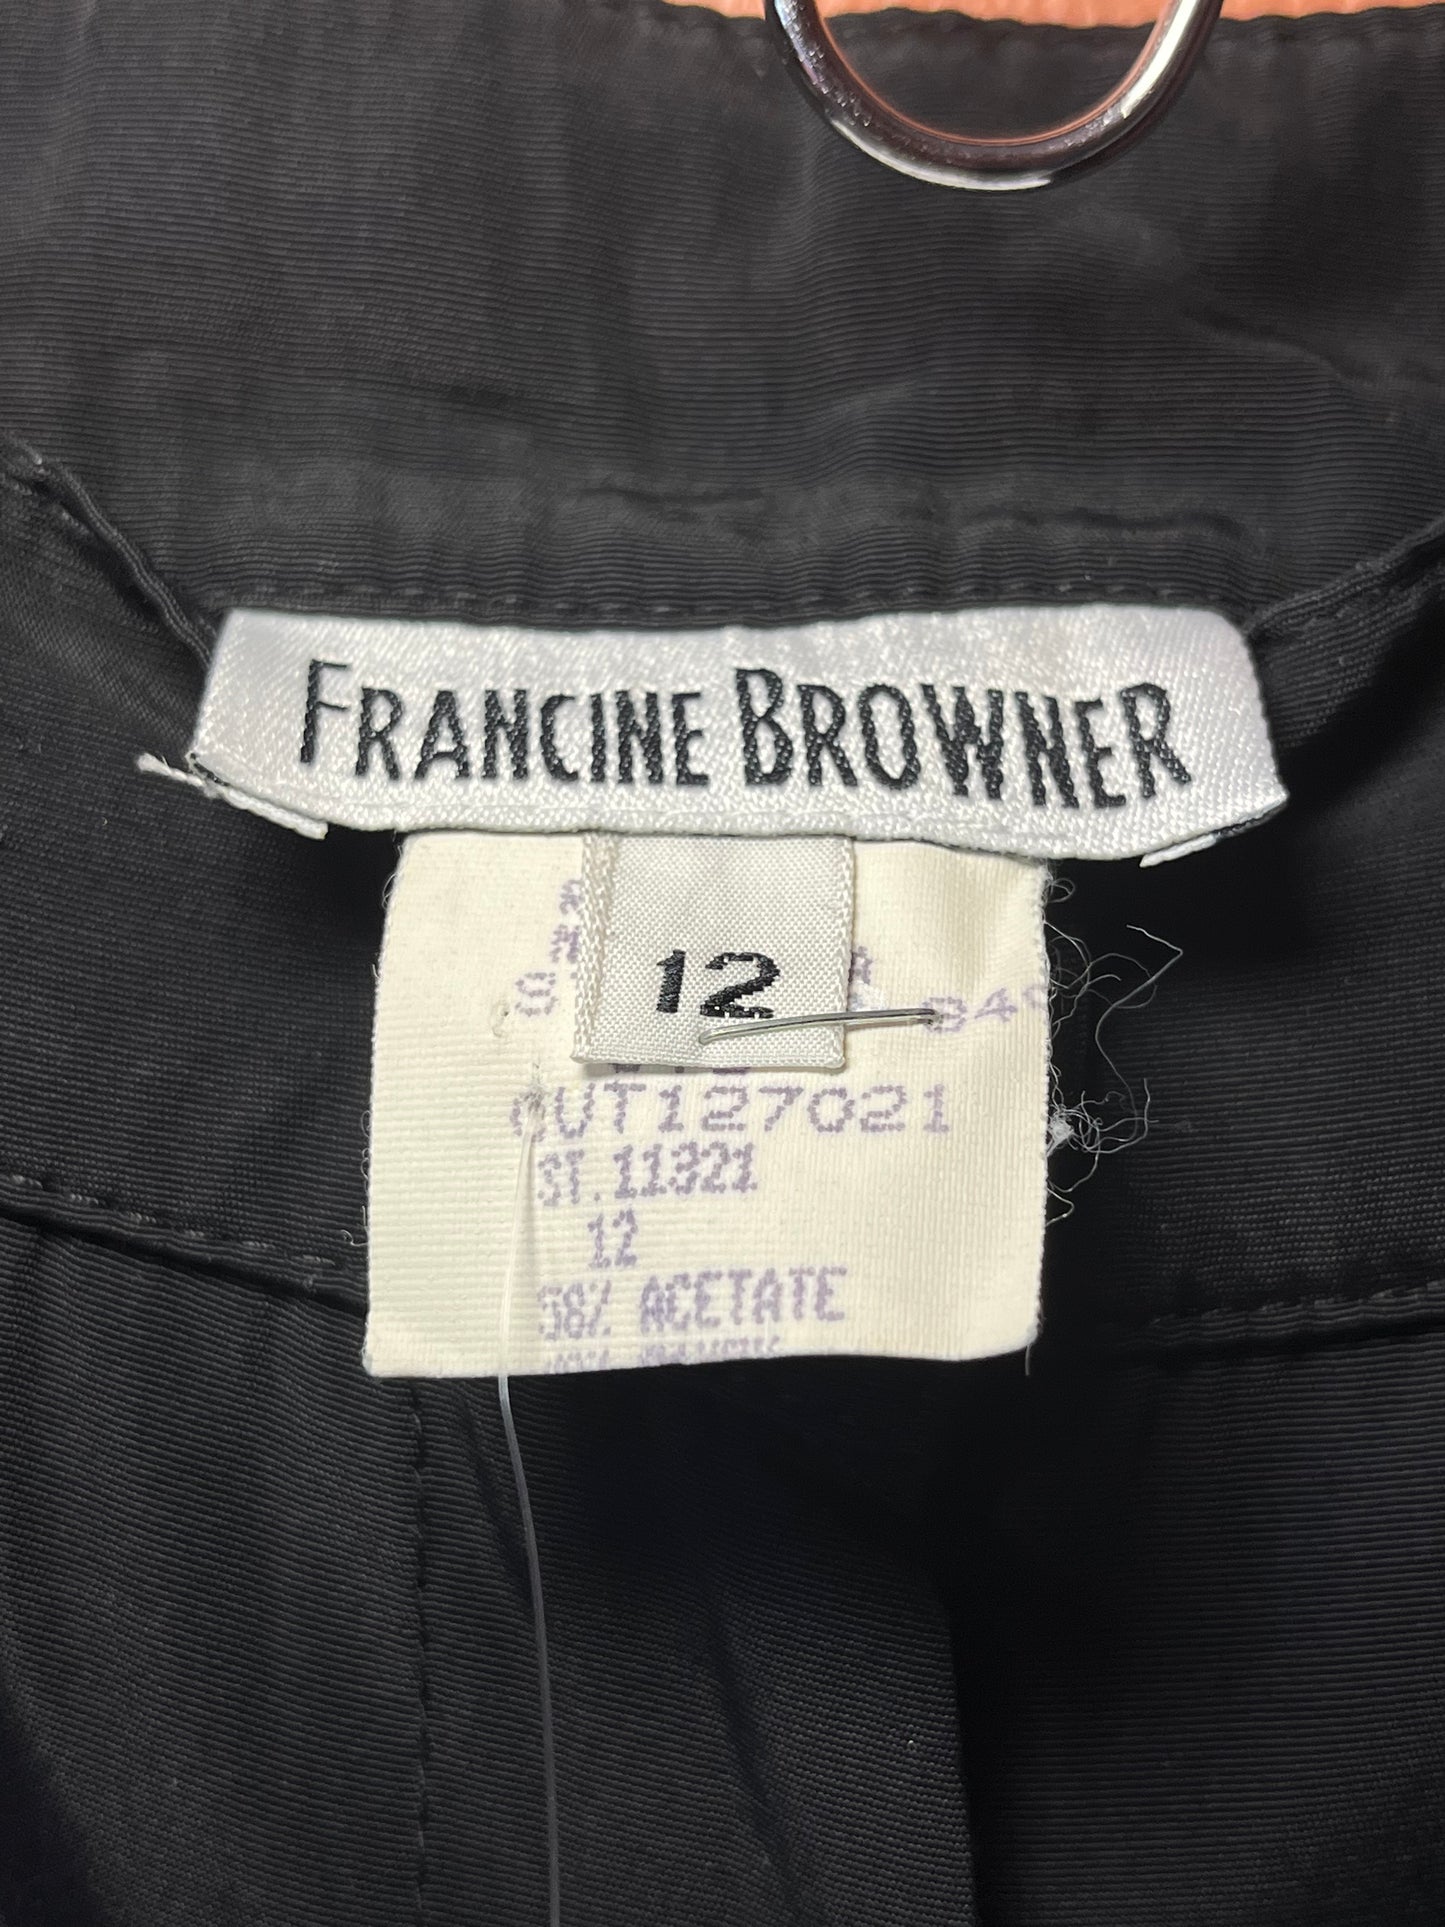 FRANCINE BROWNER
12
CUT127021
ST.11321
12
58% ACETATE